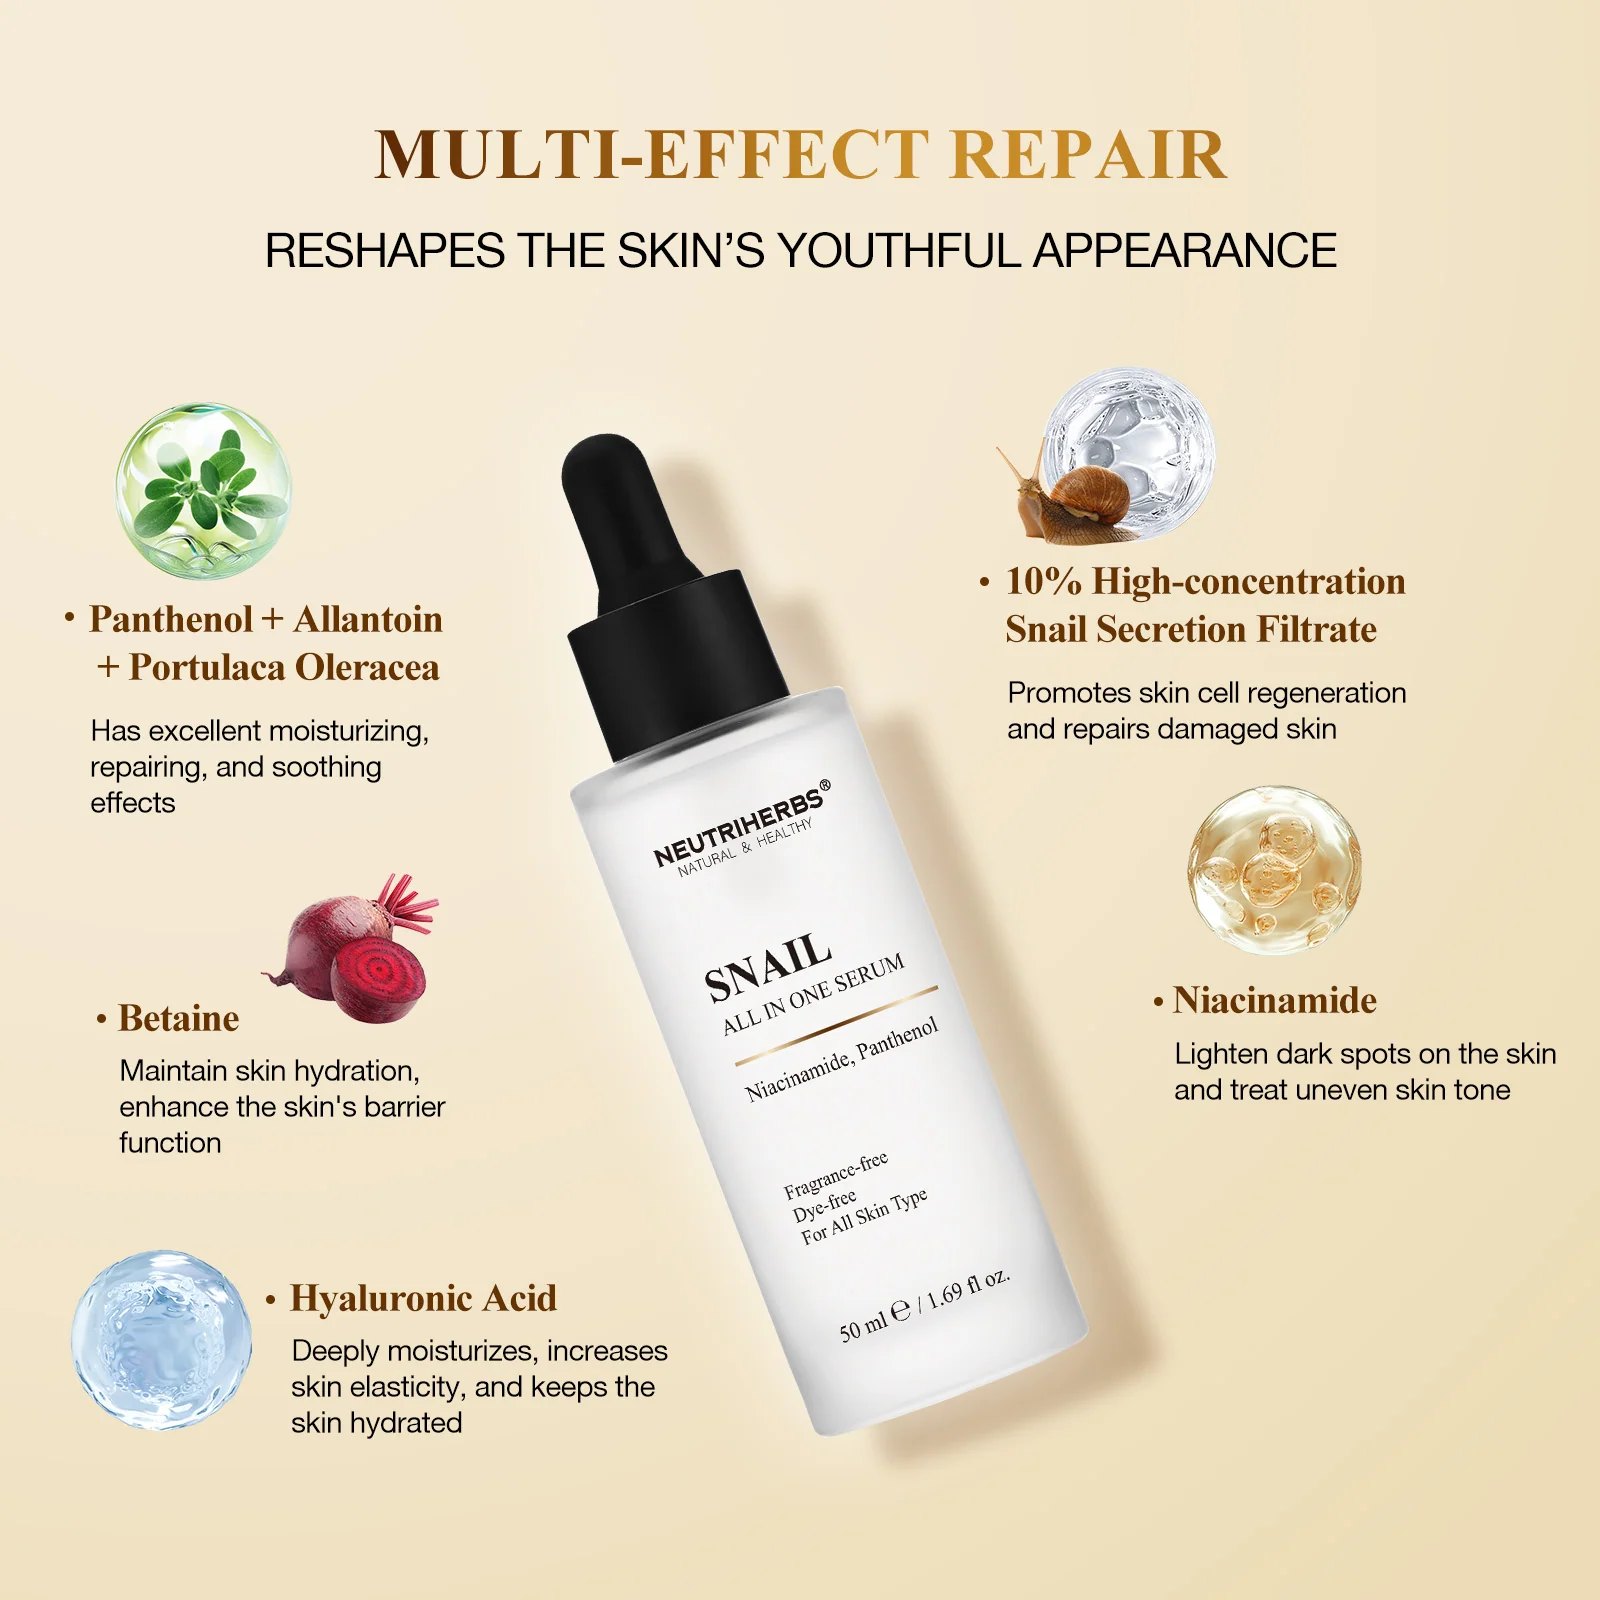 MULTI-EFFECT REPAIR
RESHAPES THE SKIN'S YOUTHFUL APPEARANCE
• Panthenol + Allantoin
+ Portulaca Oleracea
Has excellent moisturizing,
repairing, and soothing
effects
• Betaine
Maintain skin hydration,
enhance the skin's barrier
function
• Hyaluronic Acid
Deeply moisturizes, increases
skin elasticity, and keeps the
skin hydrated
NEUTRIHERBS®
NATURAL & HEALTHY
SNAIL
ALL IN ONE SERUM
Niacinamide, Panthenol
Fragrance-free
Dye-free
For All Skin Type
50 ml ℮ / 1.69 fl oz.
• 10% High-concentration
Snail Secretion Filtrate
Promotes skin cell regeneration
and repairs damaged skin
• Niacinamide
Lighten dark spots on the skin
and treat uneven skin tone